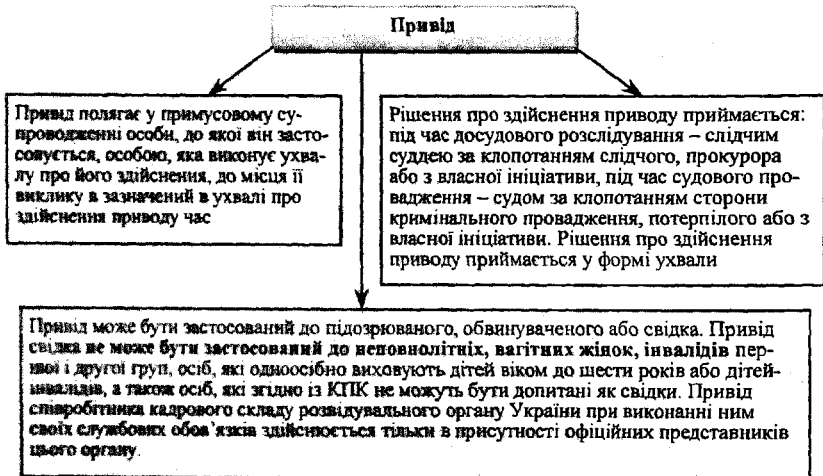 Привід
Привід полягає у примусовому су-
проводженні особи, до якої він засто-
совується, особою, яка виконує ухва-
лу про його здійснення, до місця її
виклику в зазначений в ухвалі про
здійснення приводу час
Рішення про здійснення приводу приймається:
під час досудового розслідування – слідчим
суддею за клопотанням слідчого, прокурора
або з власної ініціативи, під час судового про-
вадження – судом за клопотанням сторони
кримінального провадження, потерпілого або з
власної ініціативи. Рішення про здійснення
приводу приймається у формі ухвали
Привід може бути застосований до підозрюваного, обвинуваченого або свідка. Привід
свідка не може бути застосований до неповнолітніх, вагітних жінок, інвалідів пер-
шої і другої груп, осіб, які одноосібно виховують дітей віком до шести років або дітей-
інвалідів, а також осіб, які згідно із КПК не можуть бути допитані як свідки. Привід
співробітника кадрового складу розвідувального органу України при виконанні ним
своїх службових обов’язків здійснюється тільки в присутності офіційних представників
цього органу.